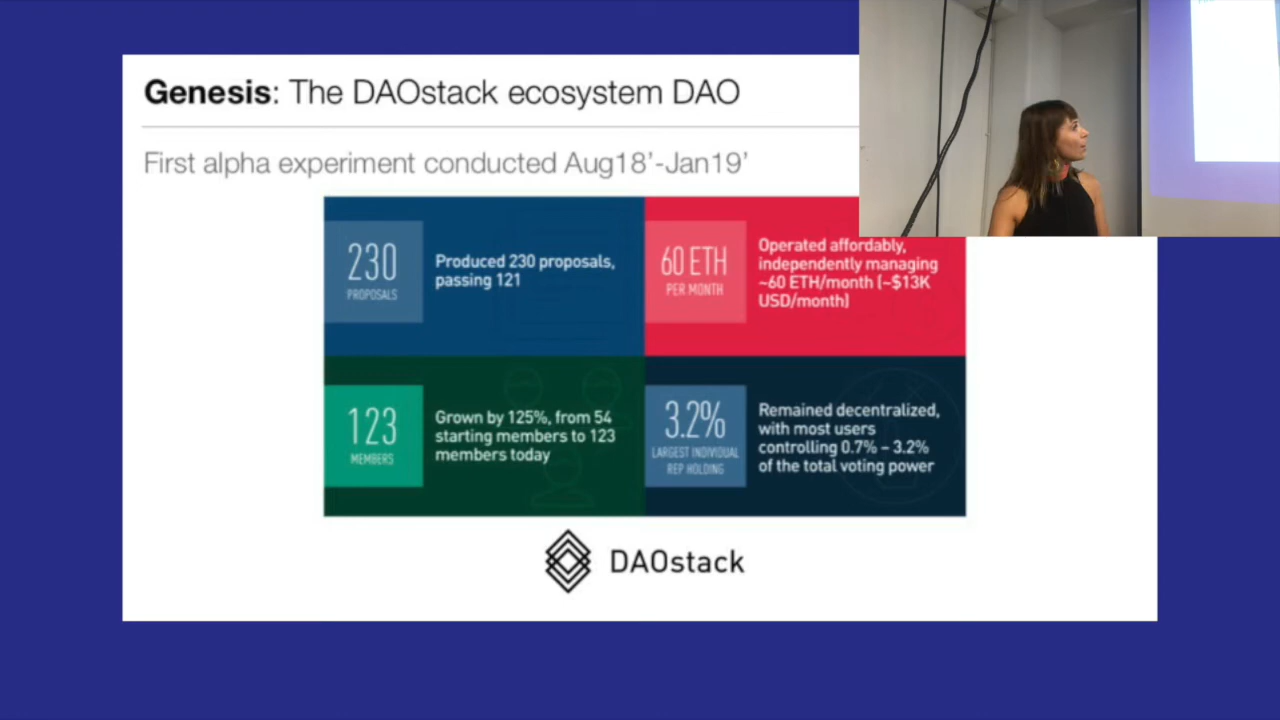 Genesis: The DAOstack ecosystem DAO
First alpha experiment conducted Aug18’-Jan19’
230
PROPOSALS
Produced 230 proposals,
passing 121
60 ETH
PER MONTH
Operated affordably,
independently managing
~60 ETH/month (~$13K
USD/month)
123
MEMBERS
Grown by 125%, from 54
starting members to 123
members today
3.2%
LARGEST INDIVIDUAL
REP HOLDING
Remained decentralized,
with most users
controlling 0.7% – 3.2%
of the total voting power
DAOstack